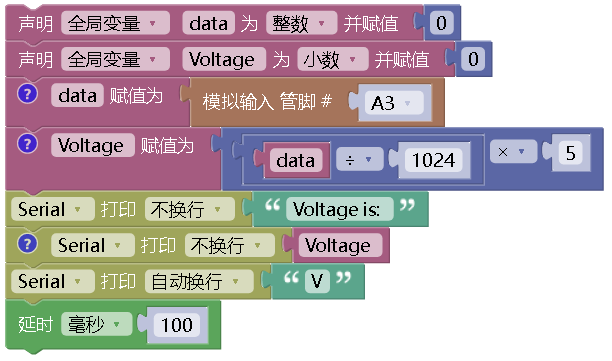 声明 全局变量 data 为 整数 并赋值 0
声明 全局变量 Voltage 为 小数 并赋值 0
? data 赋值为 模拟输入 管脚 # A3
? Voltage 赋值为 data ÷ 1024 × 5
Serial 打印 不换行 “ Voltage is: ”
? Serial 打印 不换行 Voltage
Serial 打印 自动换行 “ V ”
延时 毫秒 100